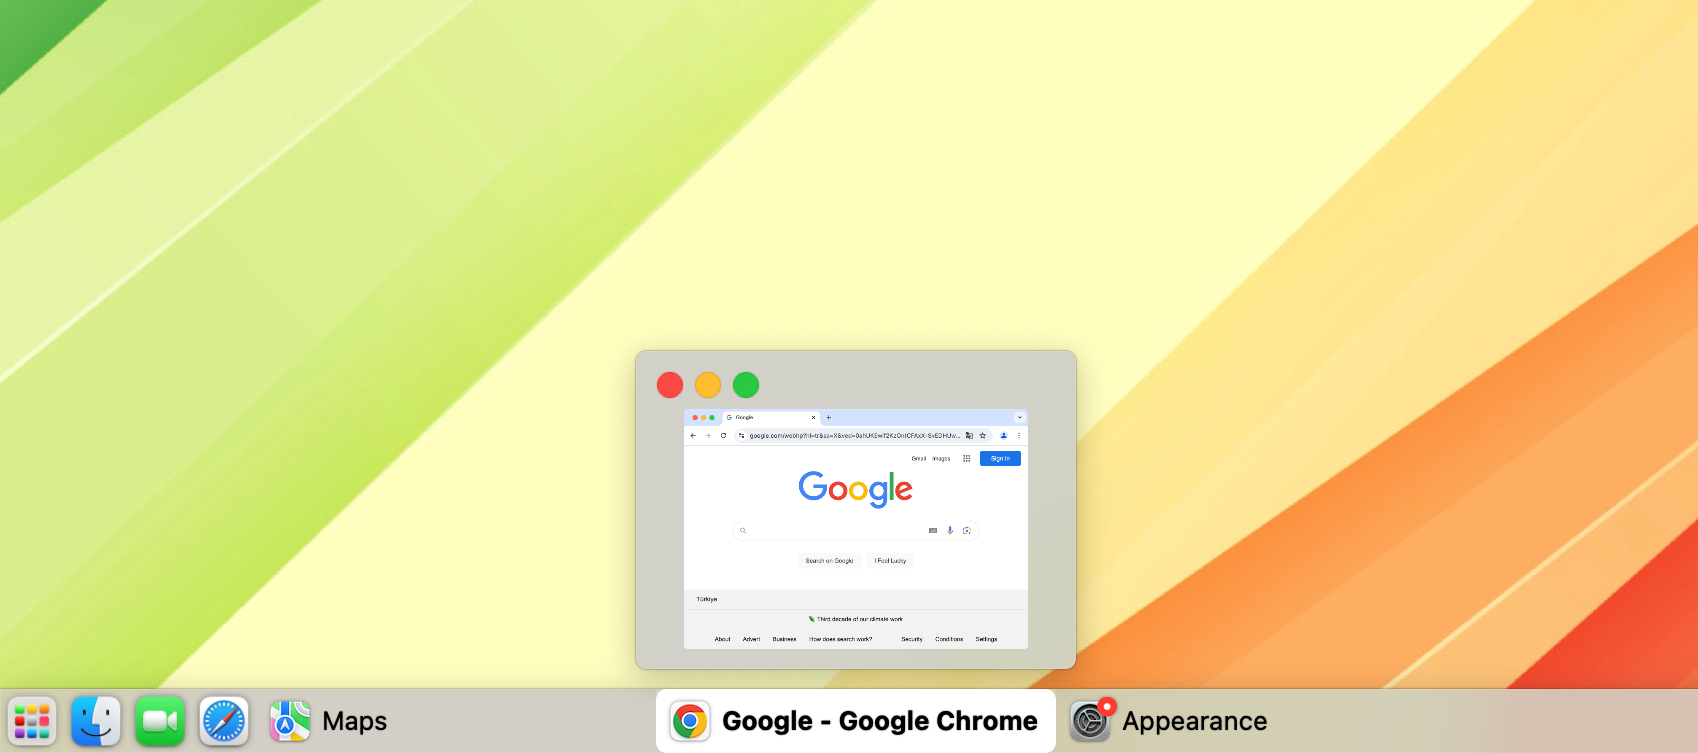 Google
google.com/webhp?hl=tr&sa=X&ved=0ahUKEwif2KzOntCFAxX-SvEDHUw...
Gmail Images Sign in
Google
Search on Google I Feel Lucky
Türkiye
Third decade of our climate work
About Advert Business How does search work? Security Conditions Settings
Maps Google - Google Chrome Appearance